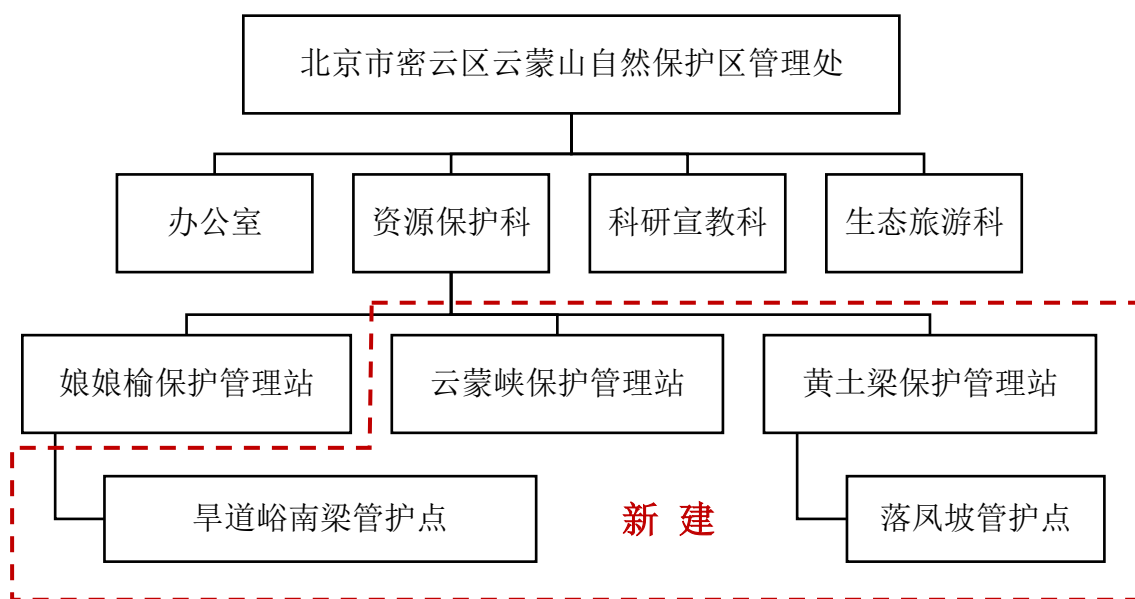 北京市密云区云蒙山自然保护区管理处
办公室
资源保护科
科研宣教科
生态旅游科
娘娘榆保护管理站
云蒙峡保护管理站
黄土梁保护管理站
旱道峪南梁管护点
新 建
落凤坡管护点